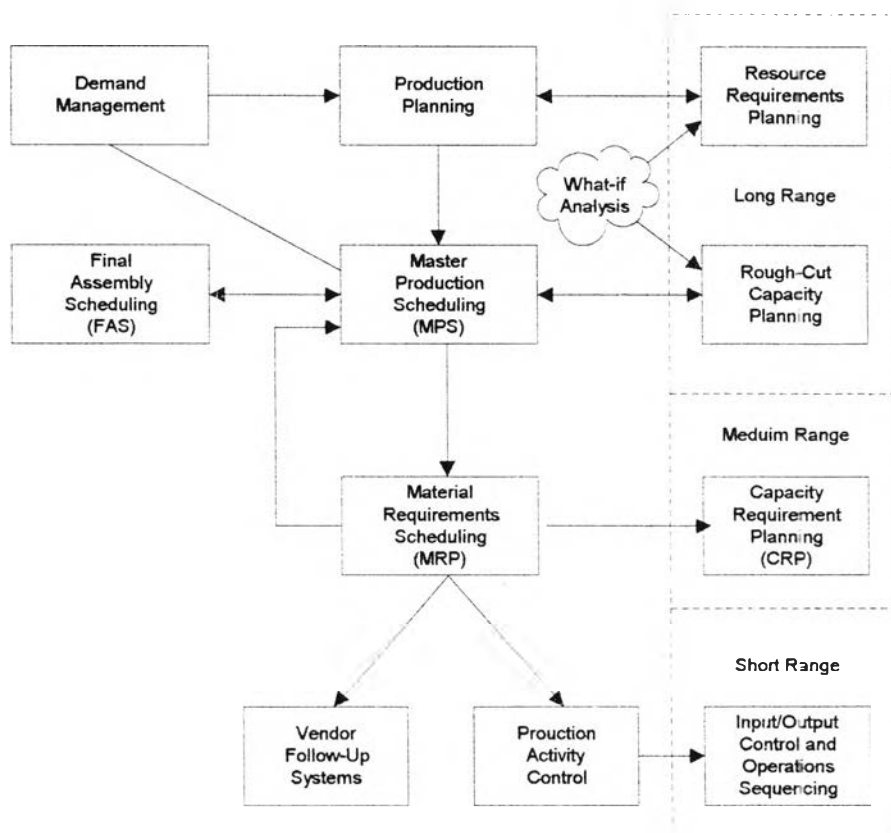 Demand
Management
Production
Planning
Resource
Requirements
Planning
What-if
Analysis
Long Range
Final
Assembly
Scheduling
(FAS)
Master
Production
Scheduling
(MPS)
Rough-Cut
Capacity
Planning
Meduim Range
Material
Requirements
Scheduling
(MRP)
Capacity
Requirement
Planning
(CRP)
Short Range
Vendor
Follow-Up
Systems
Prouction
Activity
Control
Input/Output
Control and
Operations
Sequencing